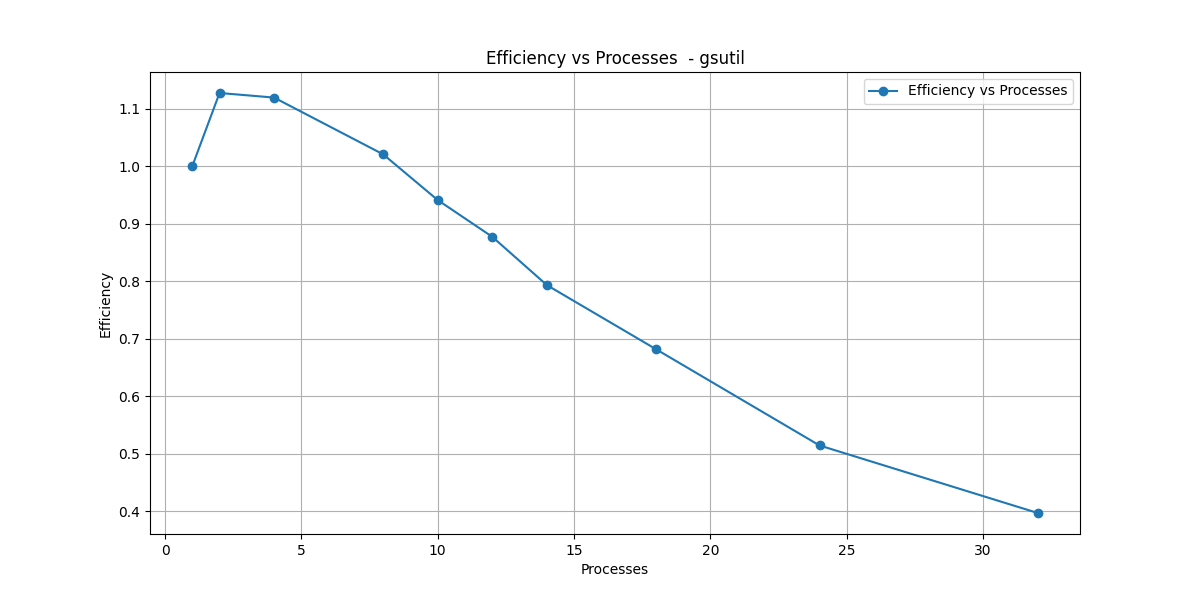 Efficiency vs Processes  - gsutil
Efficiency vs Processes
1.1
1.0
0.9
0.8
0.7
0.6
0.5
0.4
Efficiency
0 5 10 15 20 25 30
Processes